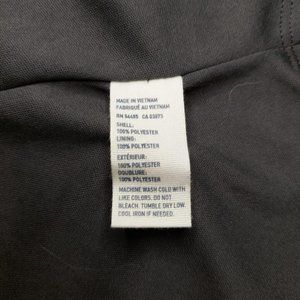 MADE IN VIETNAM
FABRIQUÉ AU VIETNAM
RN 54485 CA 03975
SHELL:
100% POLYESTER
LINING:
100% POLYESTER
EXTÉRIEUR:
100% POLYESTER
DOUBLURE:
100% POLYESTER
MACHINE WASH COLD WITH
LIKE COLORS. DO NOT
BLEACH. TUMBLE DRY LOW.
COOL IRON IF NEEDED.